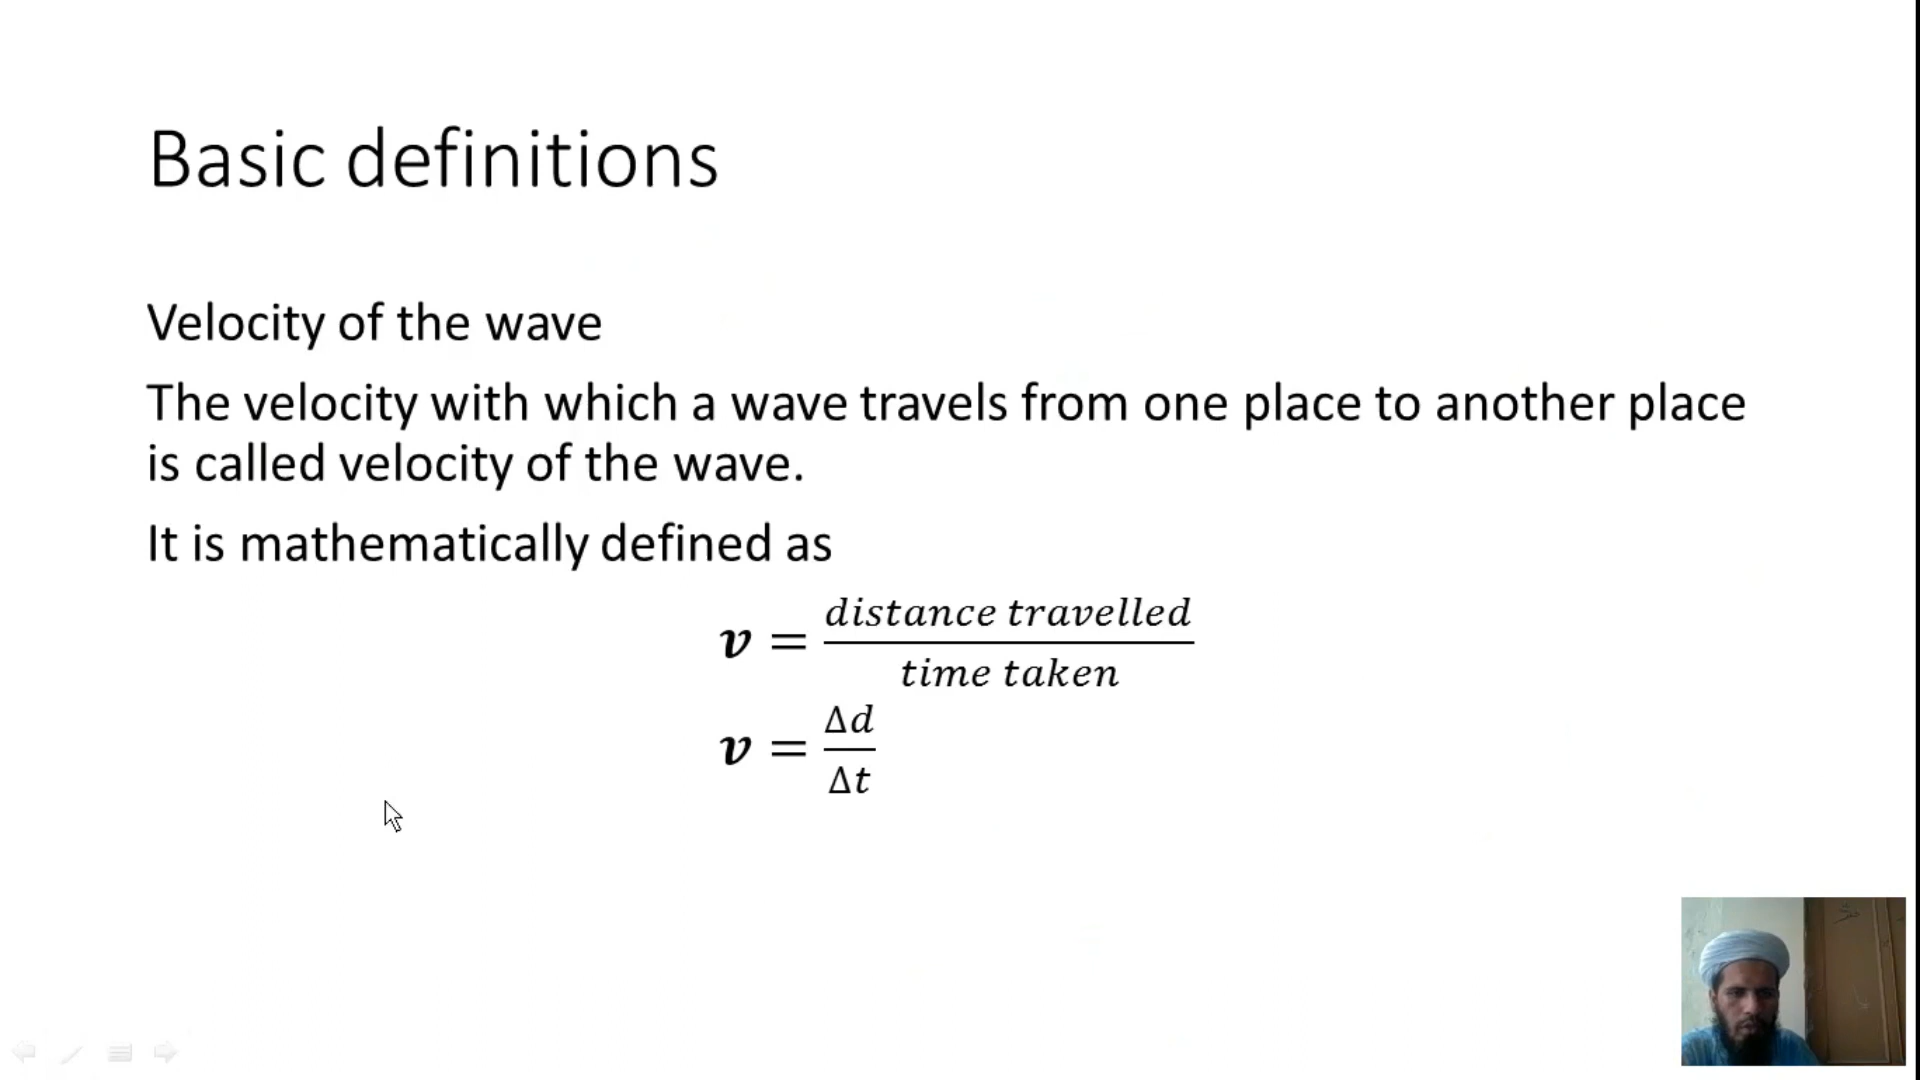 Basic definitions
Velocity of the wave
The velocity with which a wave travels from one place to another place
is called velocity of the wave.
It is mathematically defined as
v = distance travelled / time taken
v = Δd / Δt